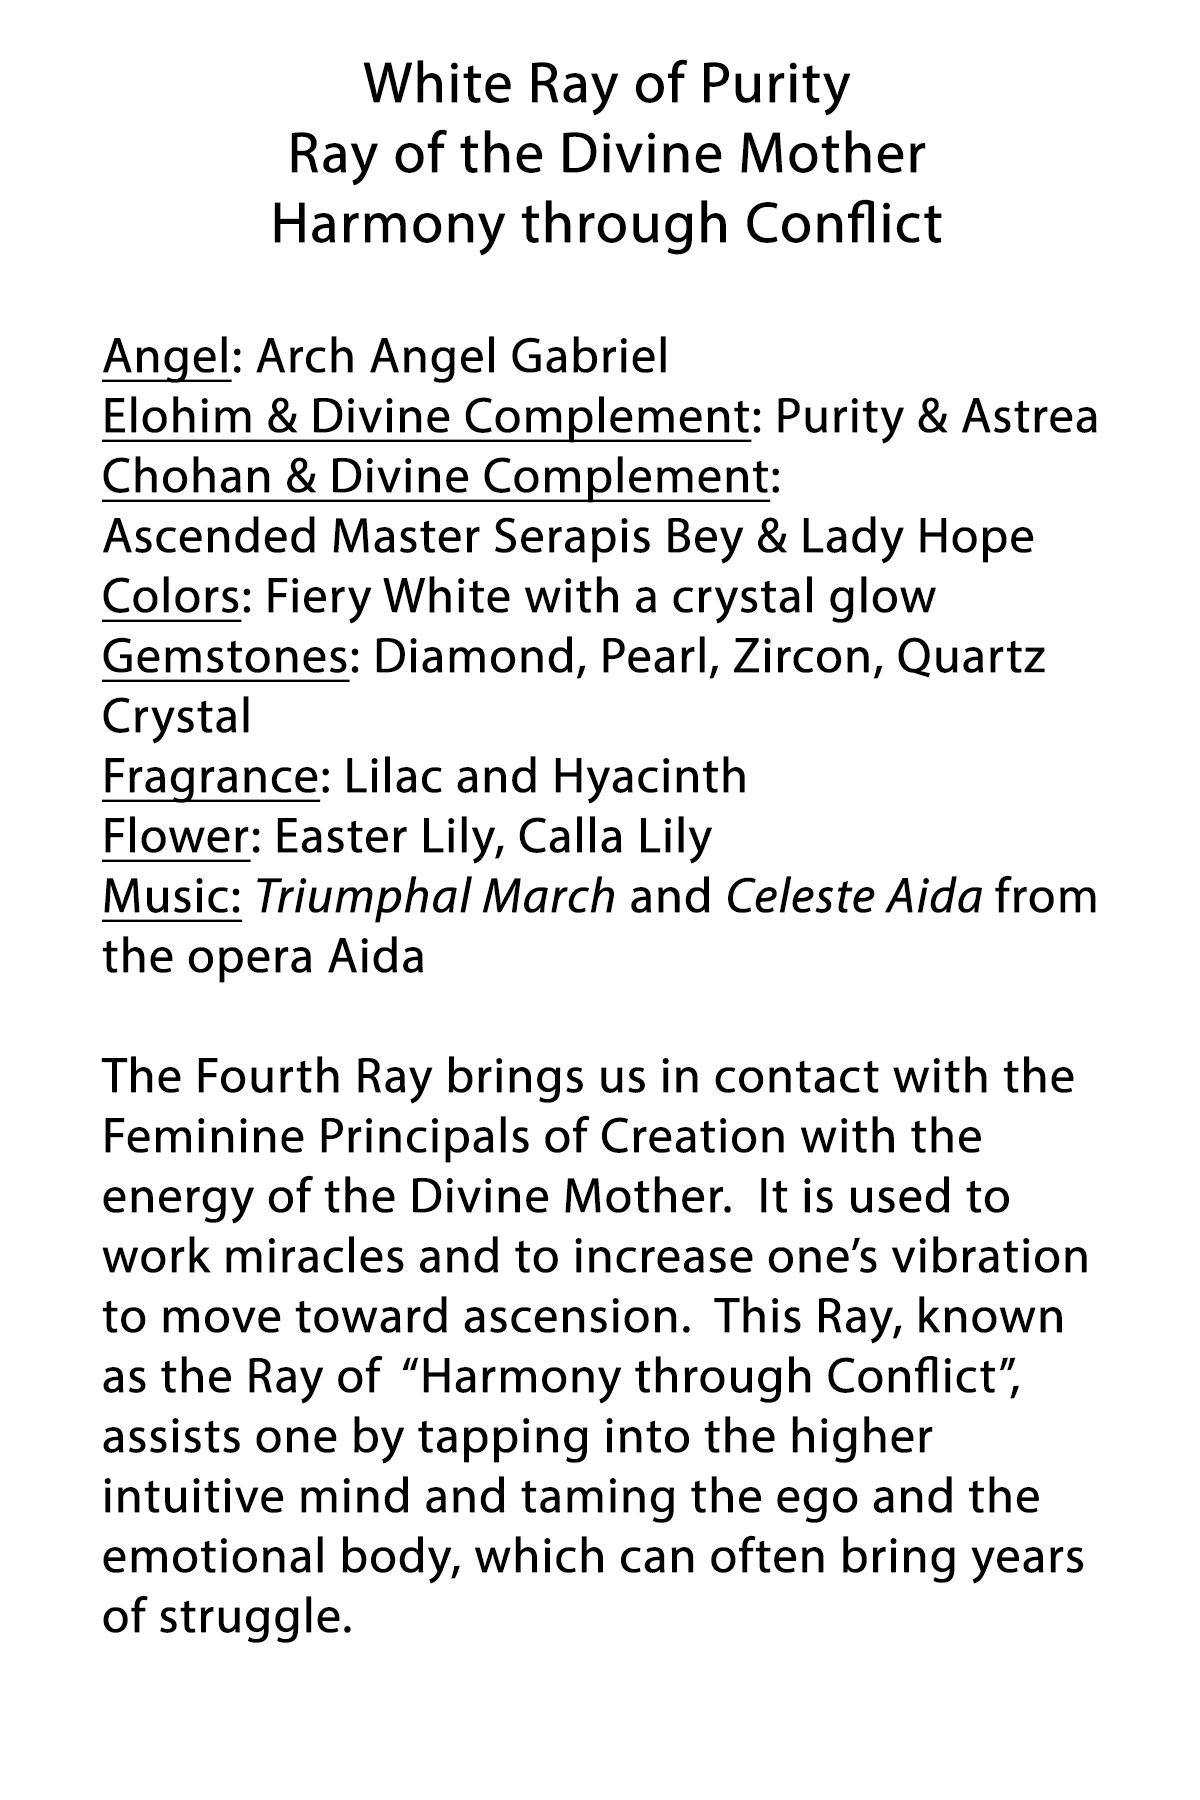 White Ray of Purity
Ray of the Divine Mother
Harmony through Conflict
Angel: Arch Angel Gabriel
Elohim & Divine Complement: Purity & Astrea
Chohan & Divine Complement:
Ascended Master Serapis Bey & Lady Hope
Colors: Fiery White with a crystal glow
Gemstones: Diamond, Pearl, Zircon, Quartz
Crystal
Fragrance: Lilac and Hyacinth
Flower: Easter Lily, Calla Lily
Music: Triumphal March and Celeste Aida from
the opera Aida
The Fourth Ray brings us in contact with the
Feminine Principals of Creation with the
energy of the Divine Mother.  It is used to
work miracles and to increase one’s vibration
to move toward ascension.  This Ray, known
as the Ray of  “Harmony through Conflict”,
assists one by tapping into the higher
intuitive mind and taming the ego and the
emotional body, which can often bring years
of struggle.